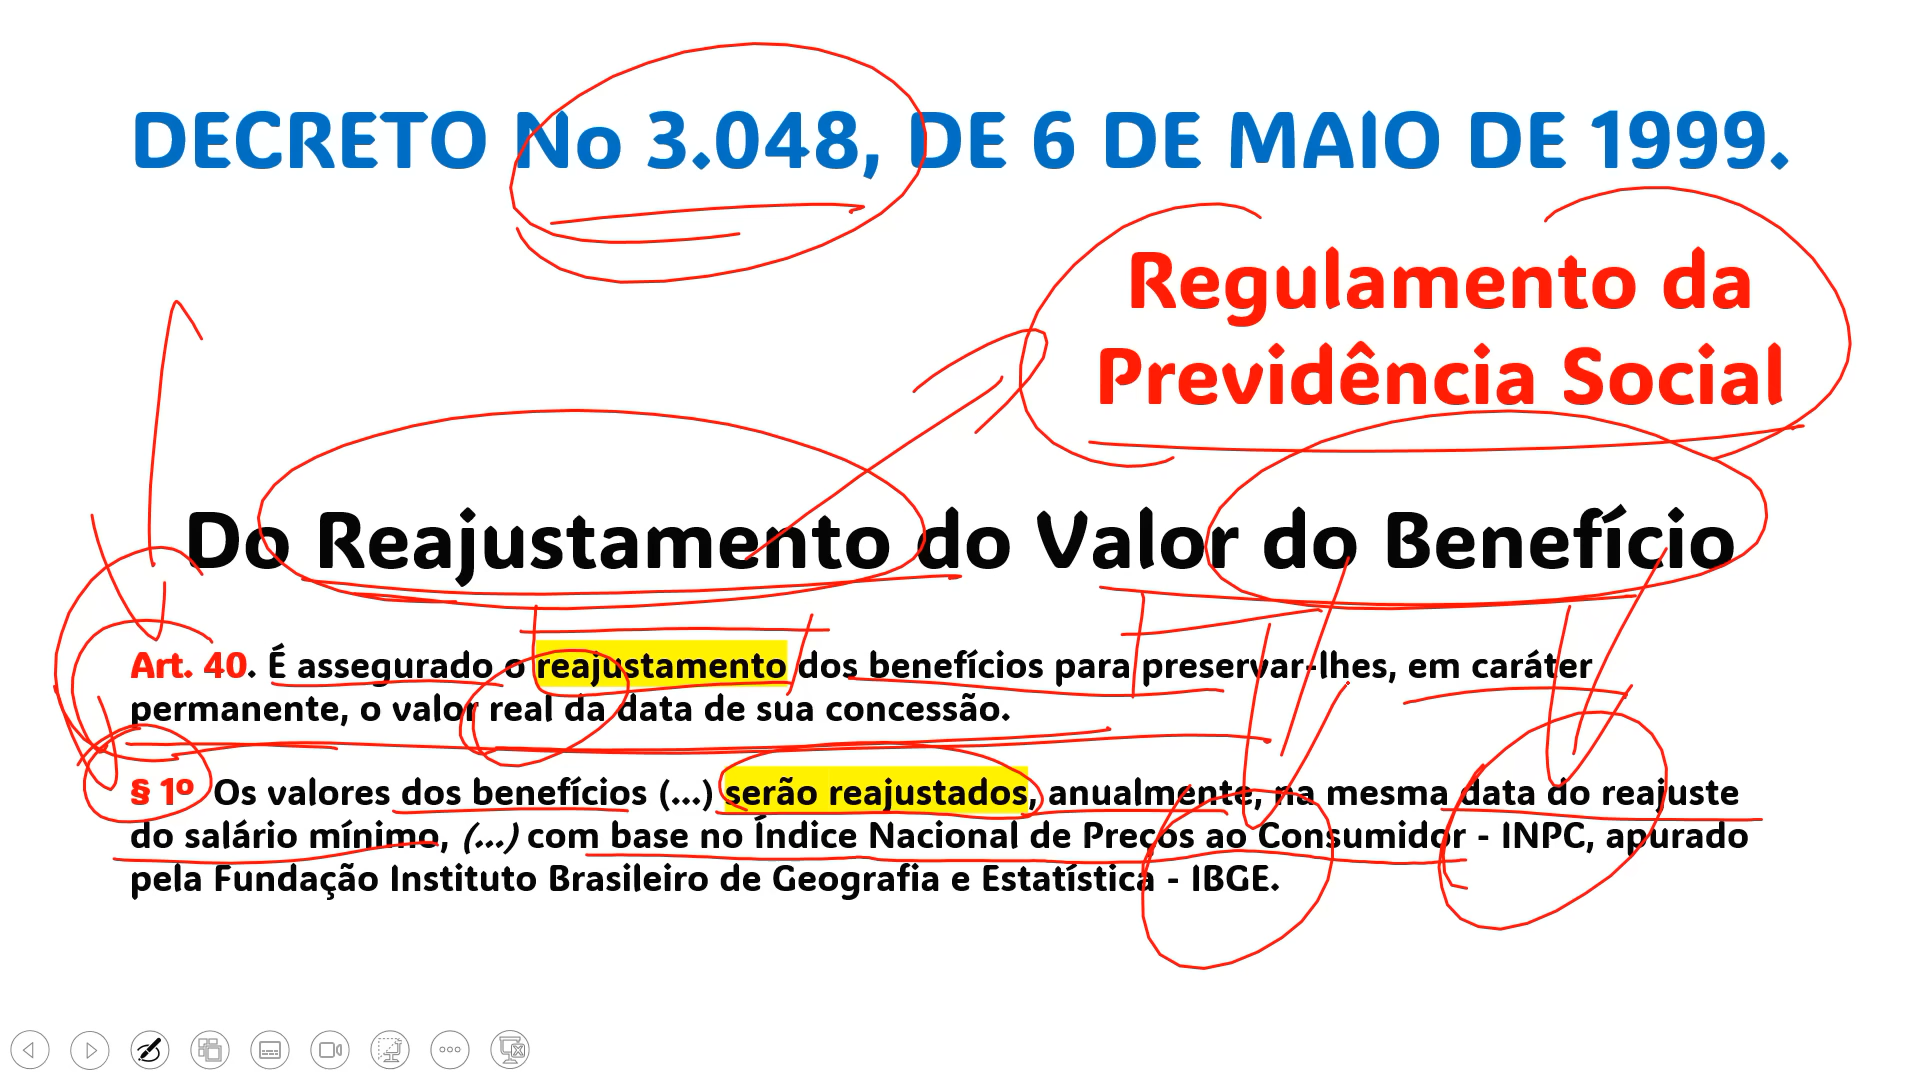 DECRETO No 3.048, DE 6 DE MAIO DE 1999.
Regulamento da
Previdência Social
Do Reajustamento do Valor do Benefício
Art. 40. É assegurado o reajustamento dos benefícios para preservar-lhes, em caráter
permanente, o valor real da data de sua concessão.
§ 1º Os valores dos benefícios (...) serão reajustados, anualmente, na mesma data do reajuste
do salário mínimo, (...) com base no Índice Nacional de Preços ao Consumidor - INPC, apurado
pela Fundação Instituto Brasileiro de Geografia e Estatística - IBGE.